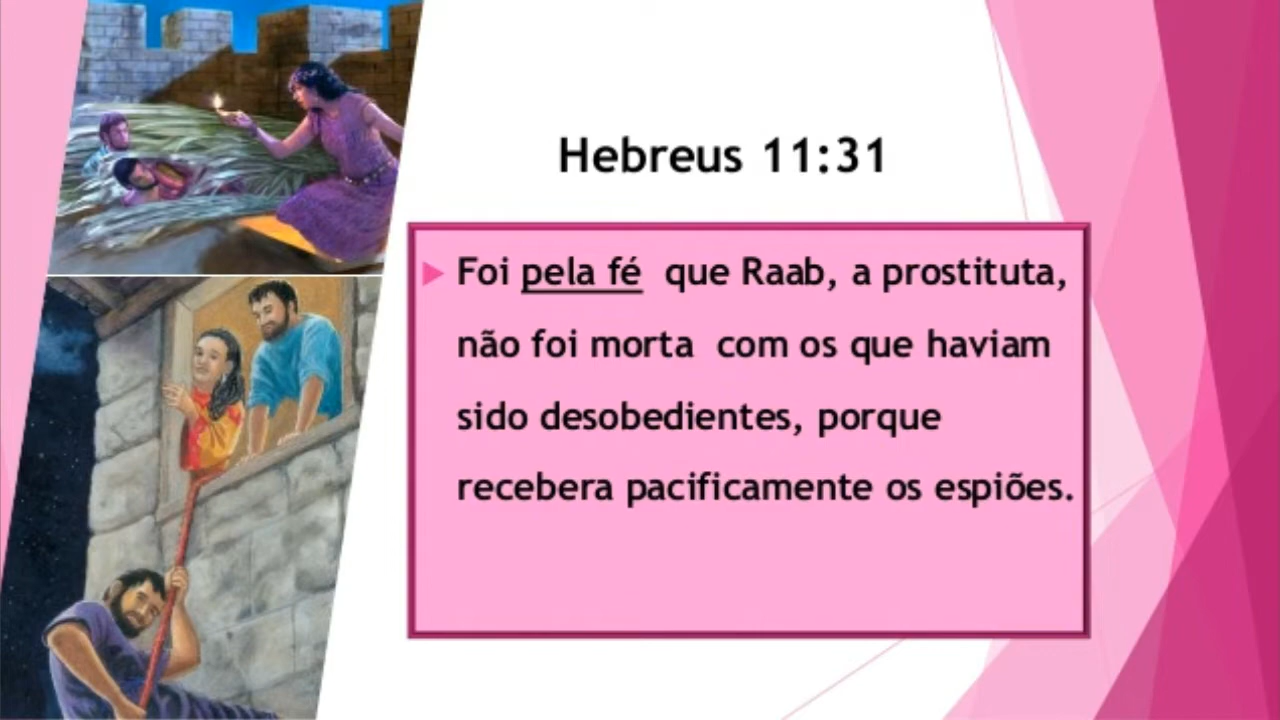 Hebreus 11:31
Foi pela fé que Raab, a prostituta,
não foi morta com os que haviam
sido desobedientes, porque
recebera pacificamente os espiões.